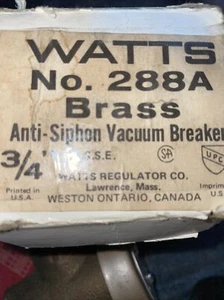 WATTS
No. 288A
Brass
Anti-Siphon Vacuum Breaker
3/4" C.S.E.
SA
UPC
WATTS REGULATOR CO.
Lawrence, Mass.
WESTON ONTARIO, CANADA
Printed in
U.S.A.
U.S.A